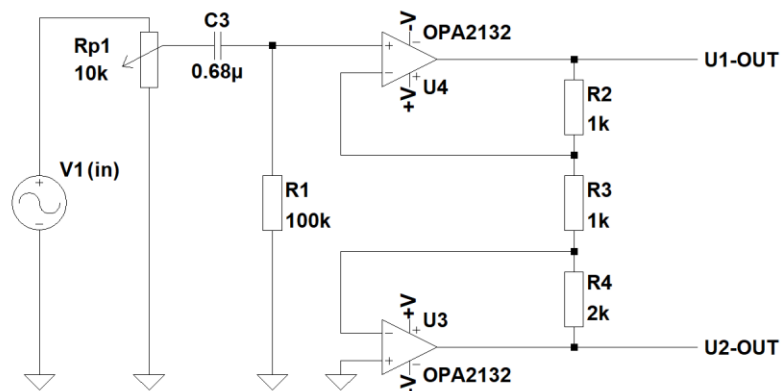 Rp1
10k
C3
0.68µ
V1(in)
R1
100k
-V
OPA2132
U4
+V
U1-OUT
R2
1k
R3
1k
R4
2k
+V
U3
OPA2132
-V
U2-OUT